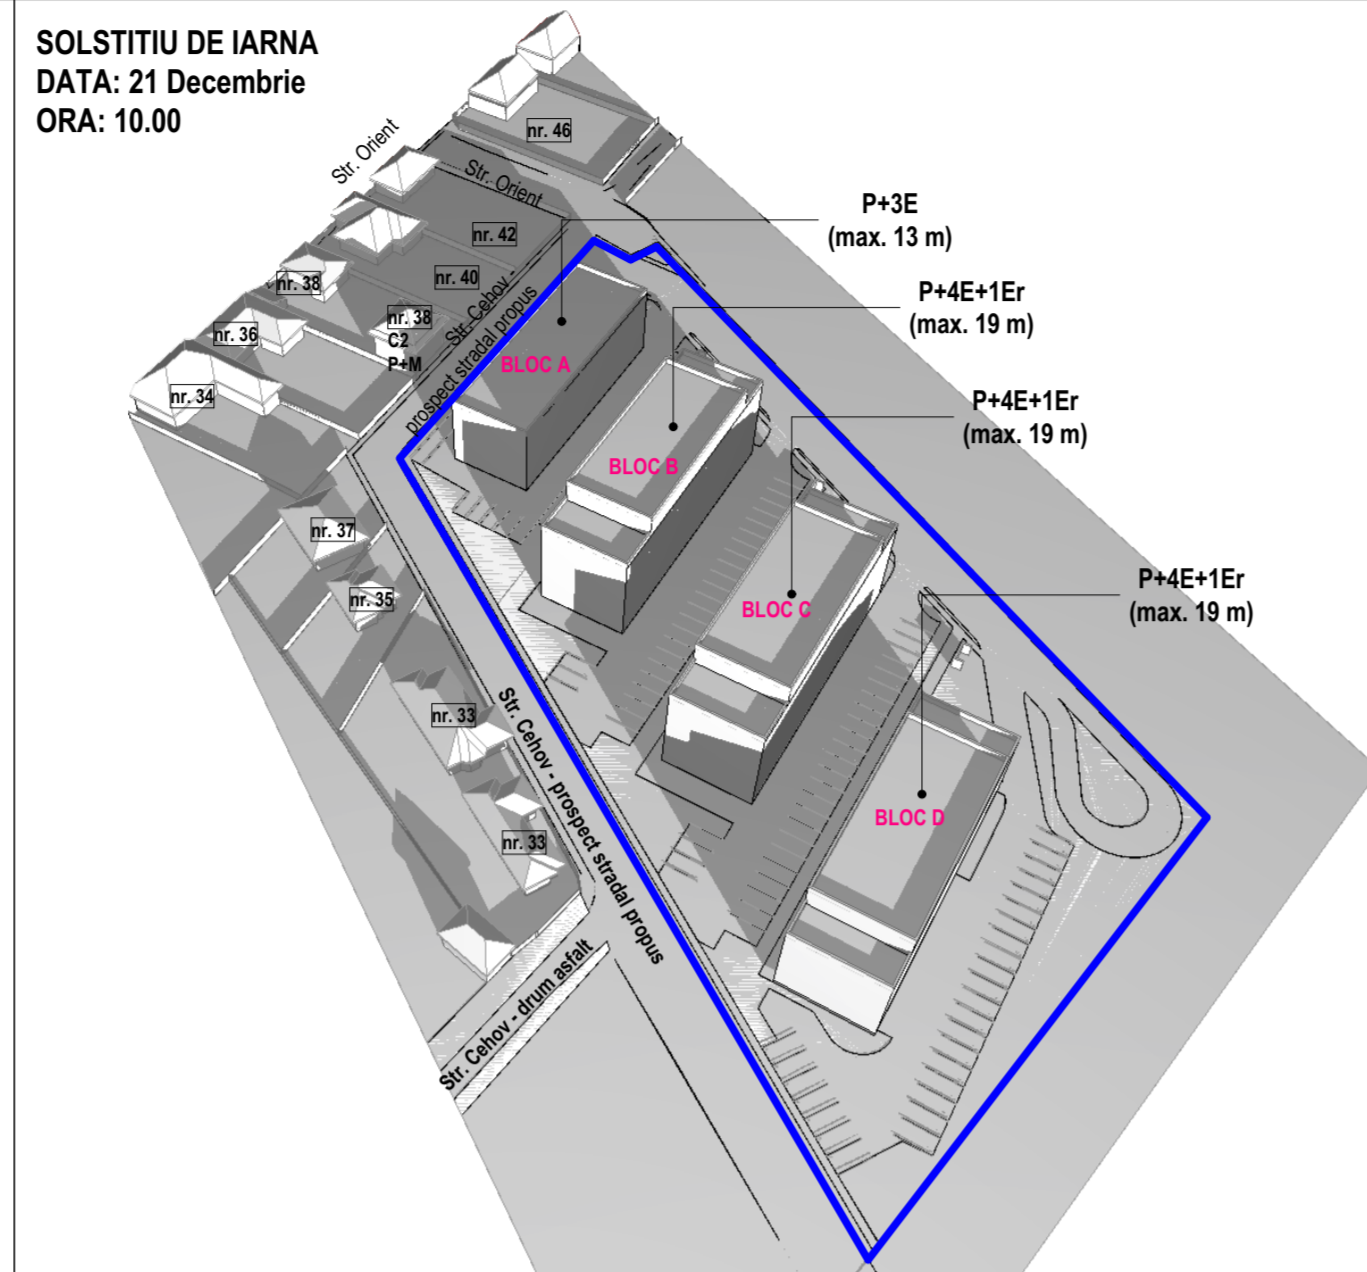 SOLSTITIU DE IARNA
DATA: 21 Decembrie
ORA: 10.00
nr. 46
Str. Orient
Str. Orient
P+3E
(max. 13 m)
nr. 42
nr. 40
nr. 38
nr. 38
C2
P+M
nr. 36
nr. 34
Str. Cehov -
prospect stradal propus
P+4E+1Er
(max. 19 m)
BLOC A
P+4E+1Er
(max. 19 m)
BLOC B
nr. 37
nr. 35
P+4E+1Er
(max. 19 m)
BLOC C
nr. 33
Str. Cehov - prospect stradal propus
BLOC D
nr. 33
Str. Cehov - drum asfalt